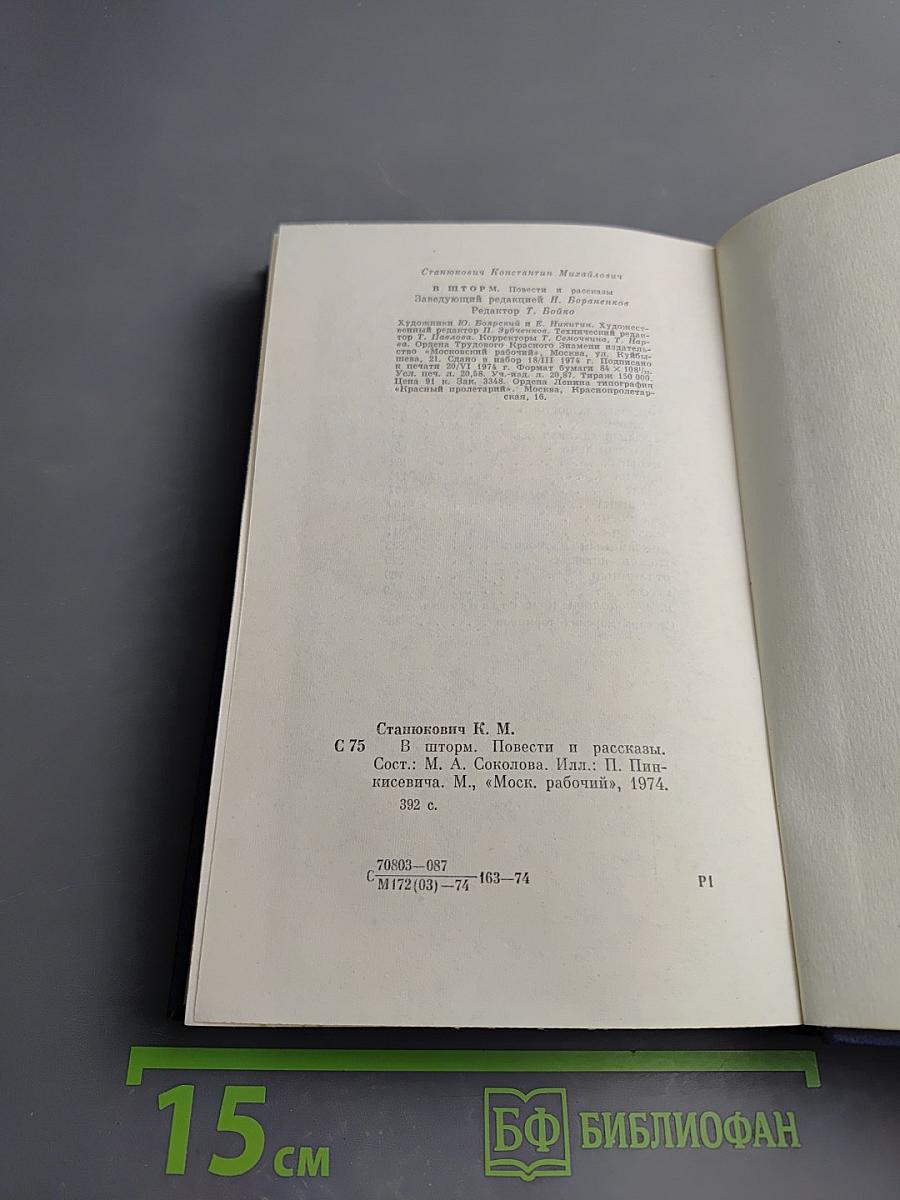 Станюкович Константин Михайлович
В ШТОРМ. Повести и рассказы
Заведующий редакцией Н. Бораненков
Редактор Т. Бойко
Художники Ю. Боярский и Е. Никитин. Художест-
венный редактор П. Зубченков. Технический редак-
тор Т. Павлова. Корректоры Т. Семочкина, Т. Нар-
ва. Ордена Трудового Красного Знамени издатель-
ство «Московский рабочий», Москва, ул. Куйбы-
шева, 21. Сдано в набор 18/III 1974 г. Подписано
к печати 20/VI 1974 г. Формат бумаги 84 × 108¹/₃₂.
Усл. печ. л. 20,58. Уч.-изд. л. 20,87. Тираж 150 000.
Цена 91 к. Зак. 3348. Ордена Ленина типография
«Красный пролетарий». Москва, Краснопролетар-
ская, 16.
Станюкович К. М.
С 75 В шторм. Повести и рассказы.
Сост.: М. А. Соколова. Илл.: П. Пин-
кисевича. М., «Моск. рабочий», 1974.
392 с.
70803—087
С 163—74
М172(03)—74
Р1
15 см
БФ БИБЛИОФАН